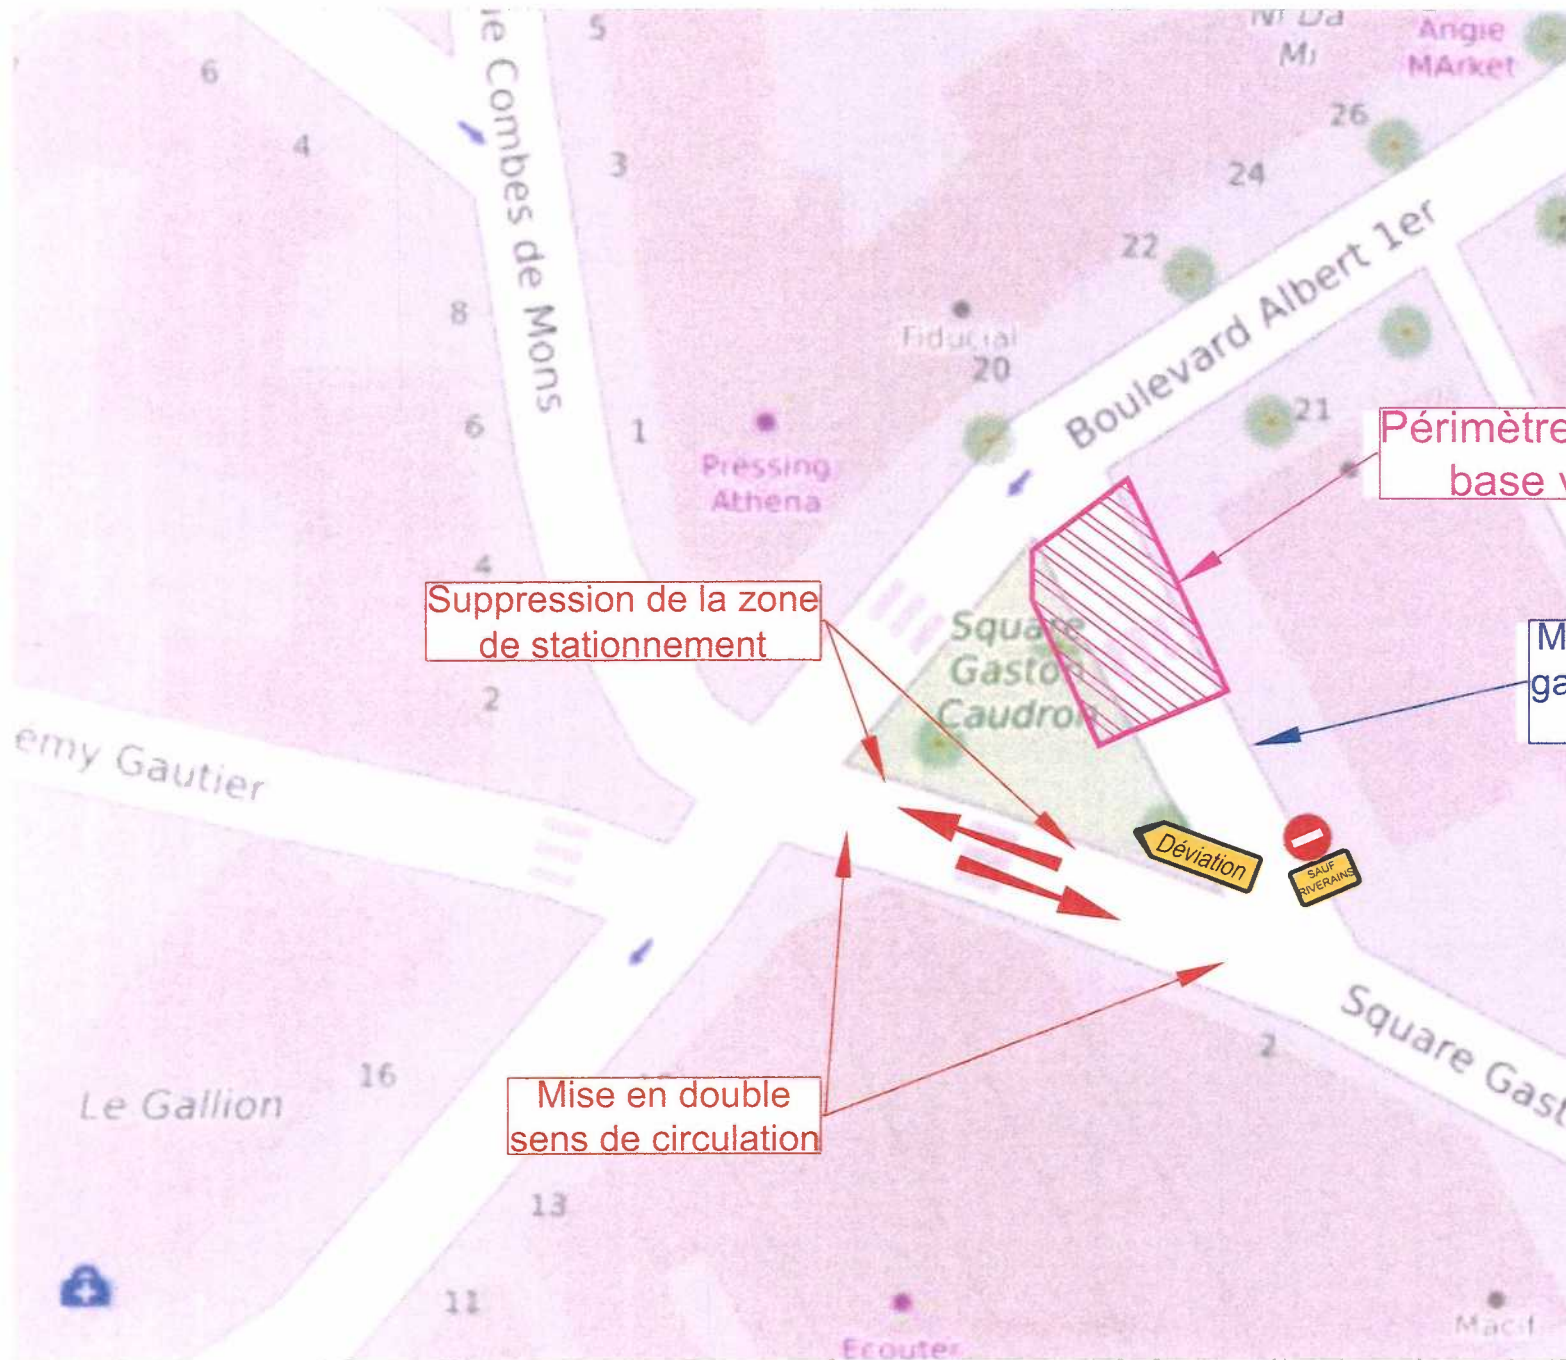 5
Angie
MArket
Mi
6
4
3
26
24
22
ie Combes de Mons
8
Fiducial
20
Boulevard Albert 1er
6
1
21
Pressing
Athena
Périmètre
base v
4
Suppression de la zone
de stationnement
Square
Gaston
Caudron
M
ga
2
émy Gautier
Déviation
SAUF
RIVERAINS
Square Gast
2
16
Le Gallion
Mise en double
sens de circulation
13
11
Ecouter
Macif